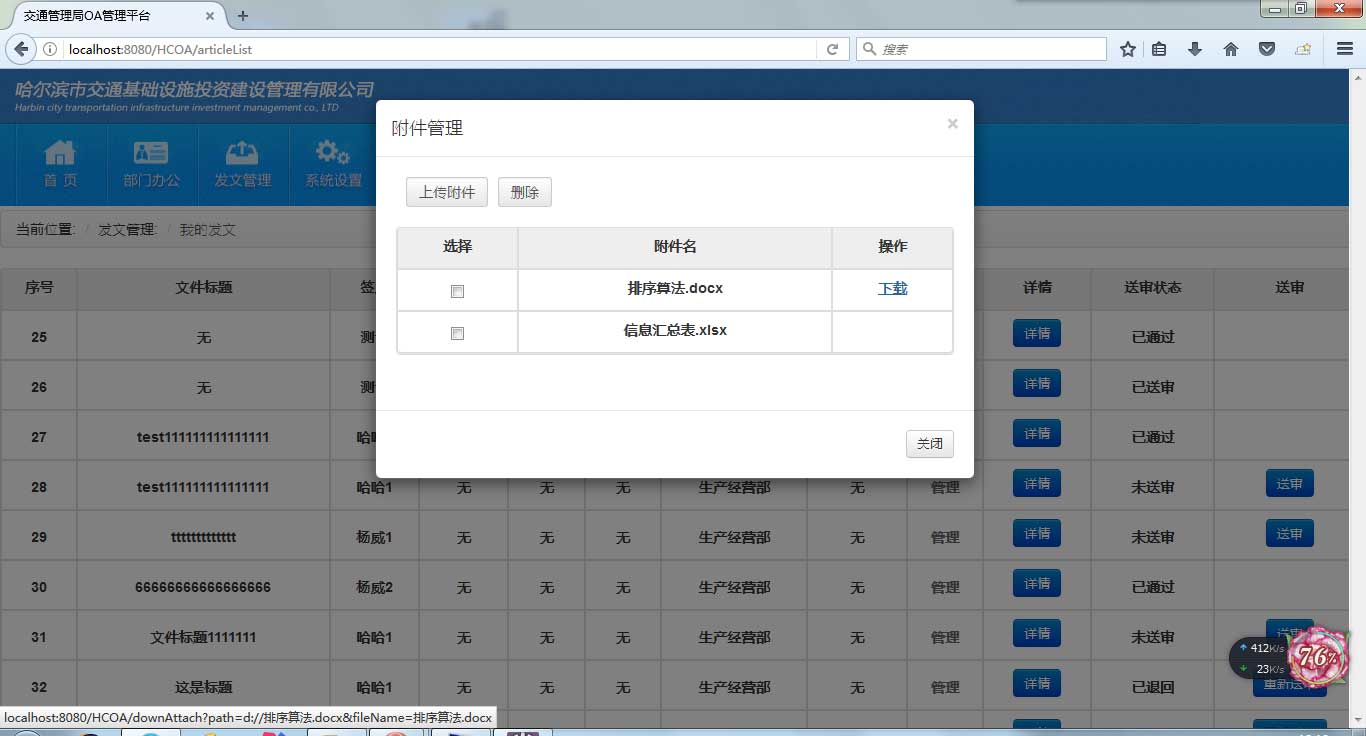 交通管理局OA管理平台
localhost:8080/HCOA/articleList
搜索
哈尔滨市交通基础设施投资建设管理有限公司
Harbin city transportation infrastructure investment management co., LTD
首 页 部门办公 发文管理 系统设置
当前位置: / 发文管理: / 我的发文
附件管理 ×
上传附件 删除
选择 附件名 操作
排序算法.docx 下载
信息汇总表.xlsx
关闭
序号 文件标题 详情 送审状态 送审
25 无 详情 已通过
26 无 详情 已送审
27 test111111111111111 详情 已通过
28 test111111111111111 哈哈1 无 无 无 生产经营部 无 管理 详情 未送审 送审
29 ttttttttttttt 杨威1 无 无 无 生产经营部 无 管理 详情 未送审 送审
30 66666666666666666 杨威2 无 无 无 生产经营部 无 管理 详情 已通过
31 文件标题1111111 哈哈1 无 无 无 生产经营部 无 管理 详情 未送审 送审
32 这是标题 哈哈1 无 无 无 生产经营部 无 管理 详情 已退回 重新送审
412K/s
23K/s
76%
localhost:8080/HCOA/downAttach?path=d://排序算法.docx&fileName=排序算法.docx